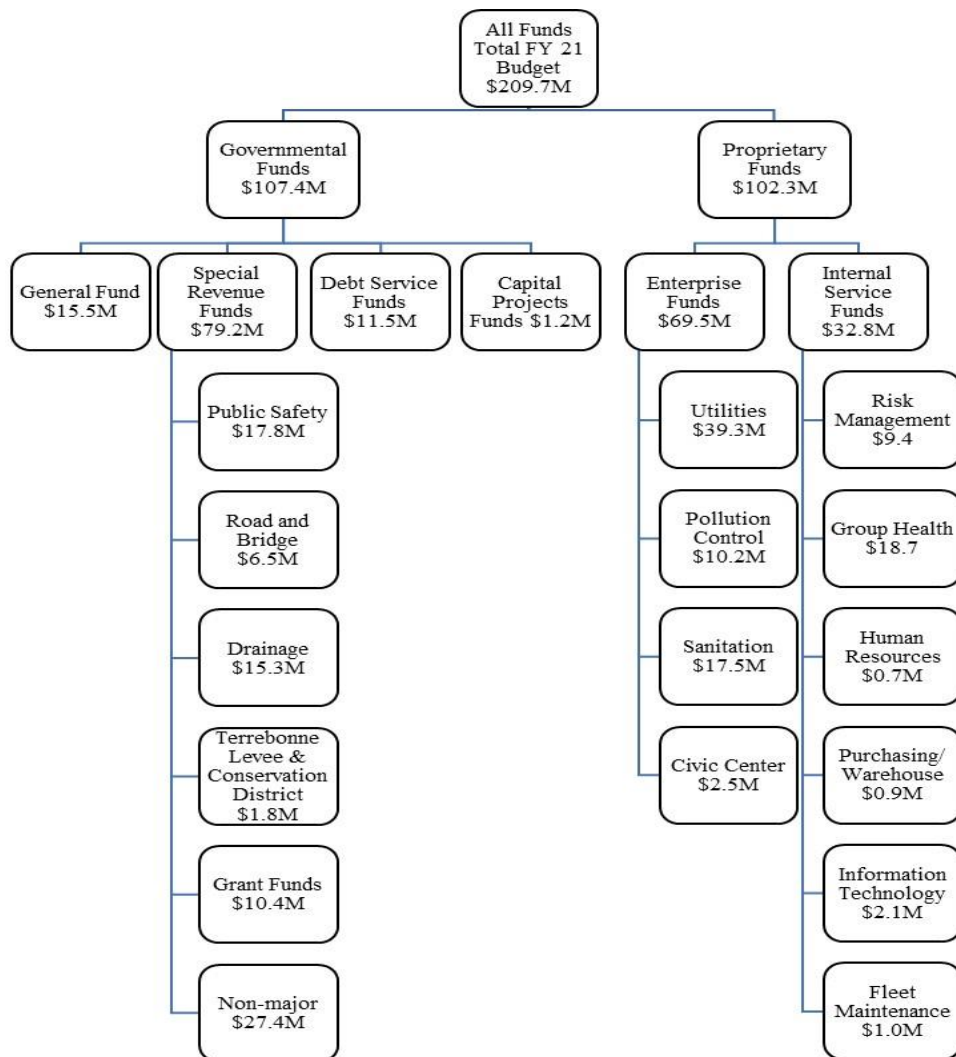 All Funds
Total FY 21
Budget
$209.7M
Governmental
Funds
$107.4M
Proprietary
Funds
$102.3M
General Fund
$15.5M
Special
Revenue
Funds
$79.2M
Debt Service
Funds
$11.5M
Capital
Projects
Funds $1.2M
Enterprise
Funds
$69.5M
Internal
Service
Funds
$32.8M
Public Safety
$17.8M
Road and
Bridge
$6.5M
Drainage
$15.3M
Terrebonne
Levee &
Conservation
District
$1.8M
Grant Funds
$10.4M
Non-major
$27.4M
Utilities
$39.3M
Pollution
Control
$10.2M
Sanitation
$17.5M
Civic Center
$2.5M
Risk
Management
$9.4
Group Health
$18.7
Human
Resources
$0.7M
Purchasing/
Warehouse
$0.9M
Information
Technology
$2.1M
Fleet
Maintenance
$1.0M